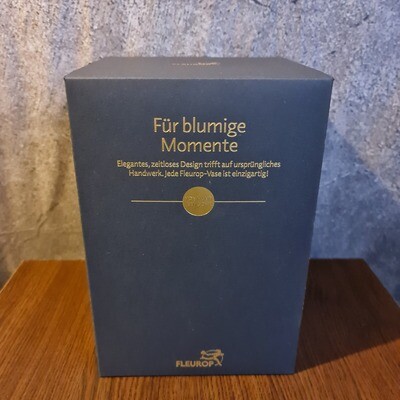 Für blumige
Momente
Elegantes, zeitloses Design trifft auf ursprüngliches
Handwerk. Jede Fleurop-Vase ist einzigartig!
FLEUROP